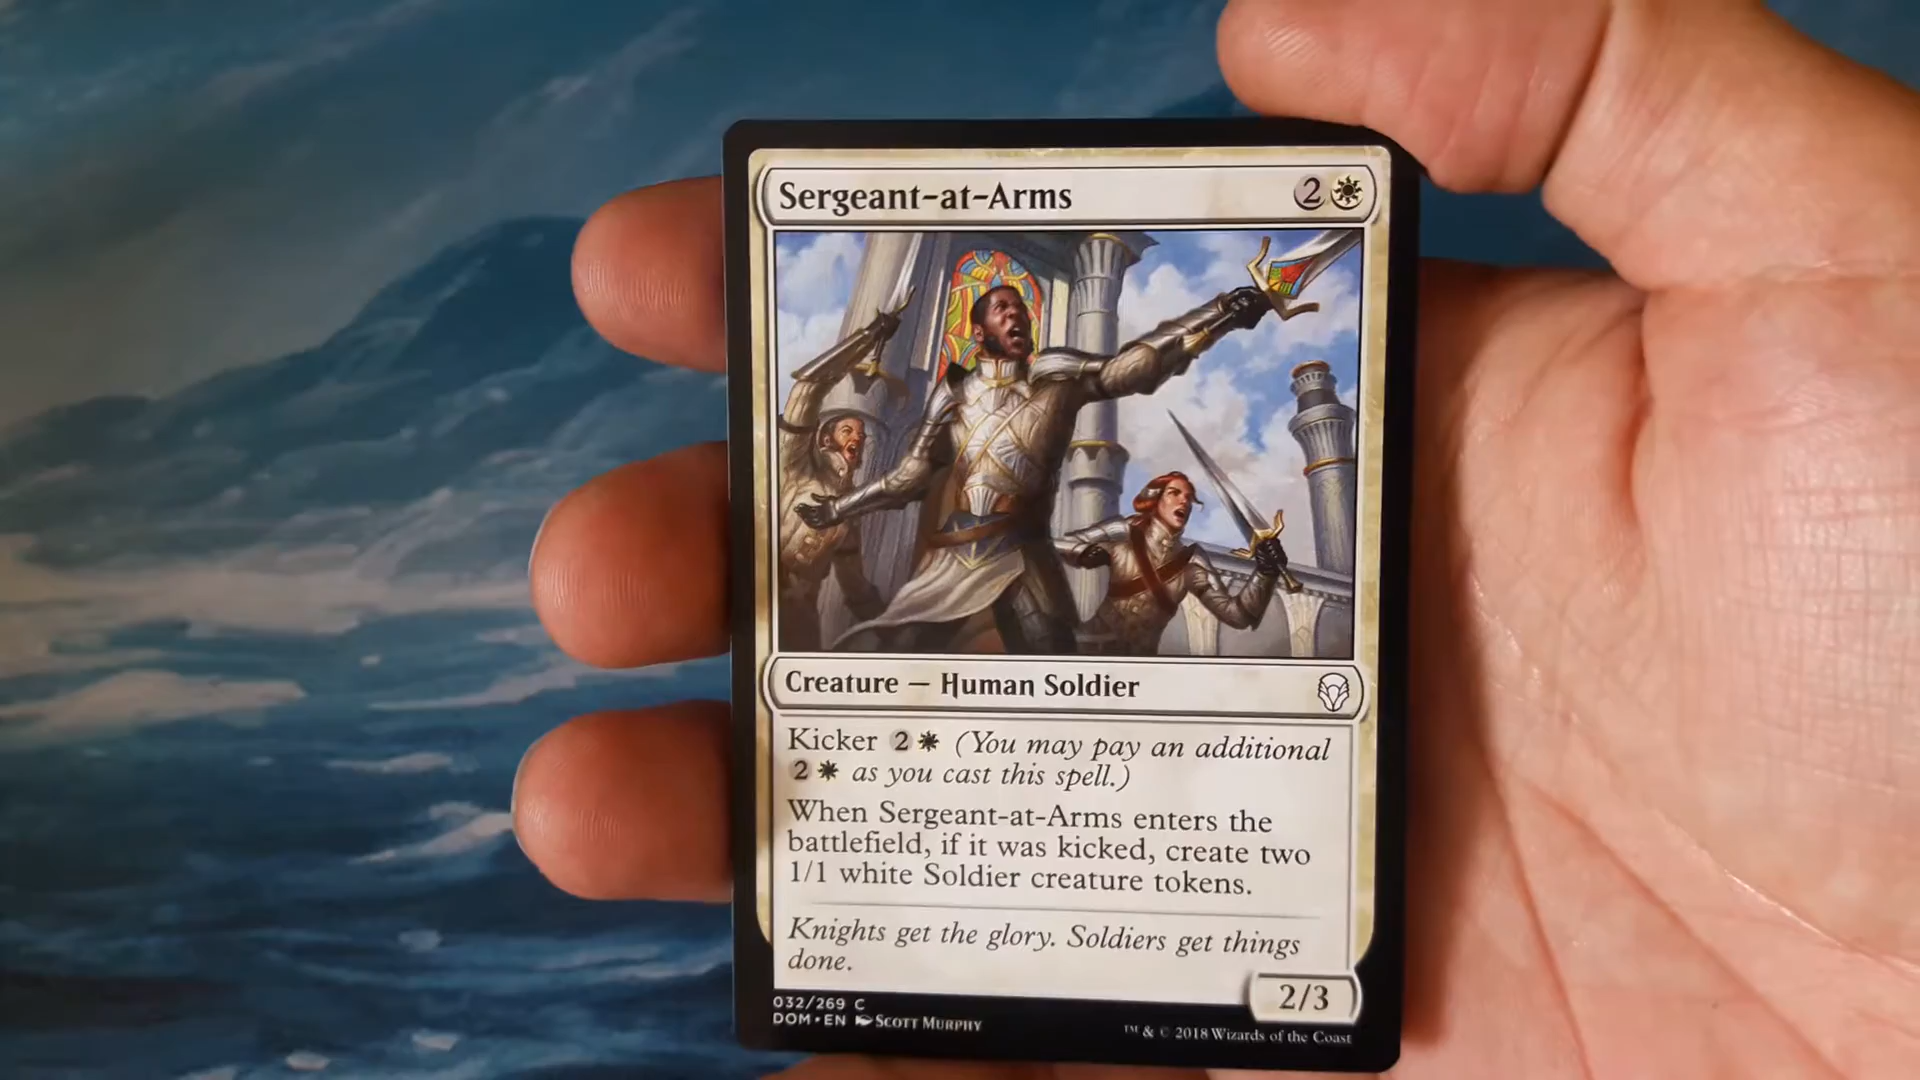 Sergeant-at-Arms 2
Creature — Human Soldier
Kicker 2 (You may pay an additional
2 as you cast this spell.)
When Sergeant-at-Arms enters the
battlefield, if it was kicked, create two
1/1 white Soldier creature tokens.
Knights get the glory. Soldiers get things
done.
2/3
032/269 C
DOM • EN Scott Murphy
™ & © 2018 Wizards of the Coast